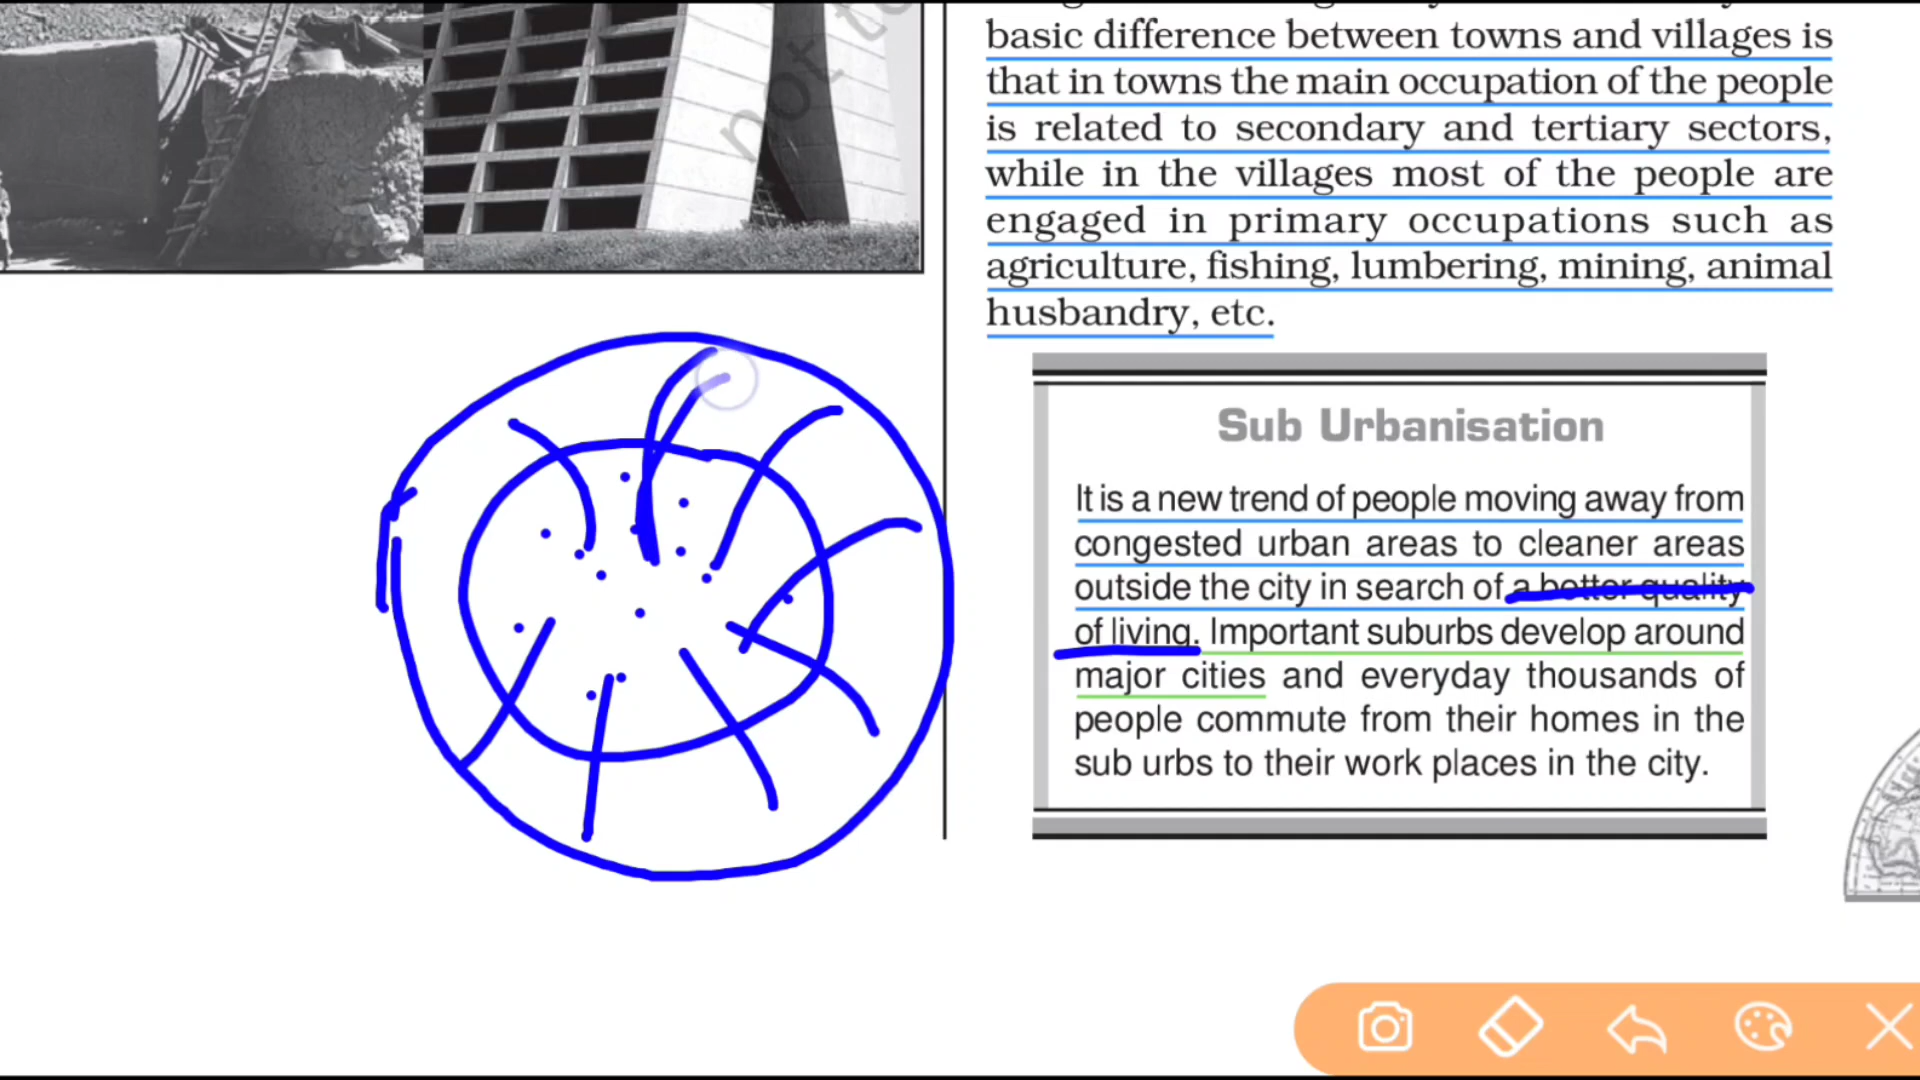 not to
basic difference between towns and villages is
that in towns the main occupation of the people
is related to secondary and tertiary sectors,
while in the villages most of the people are
engaged in primary occupations such as
agriculture, fishing, lumbering, mining, animal
husbandry, etc.
Sub Urbanisation
It is a new trend of people moving away from
congested urban areas to cleaner areas
outside the city in search of a better quality
of living. Important suburbs develop around
major cities and everyday thousands of
people commute from their homes in the
sub urbs to their work places in the city.